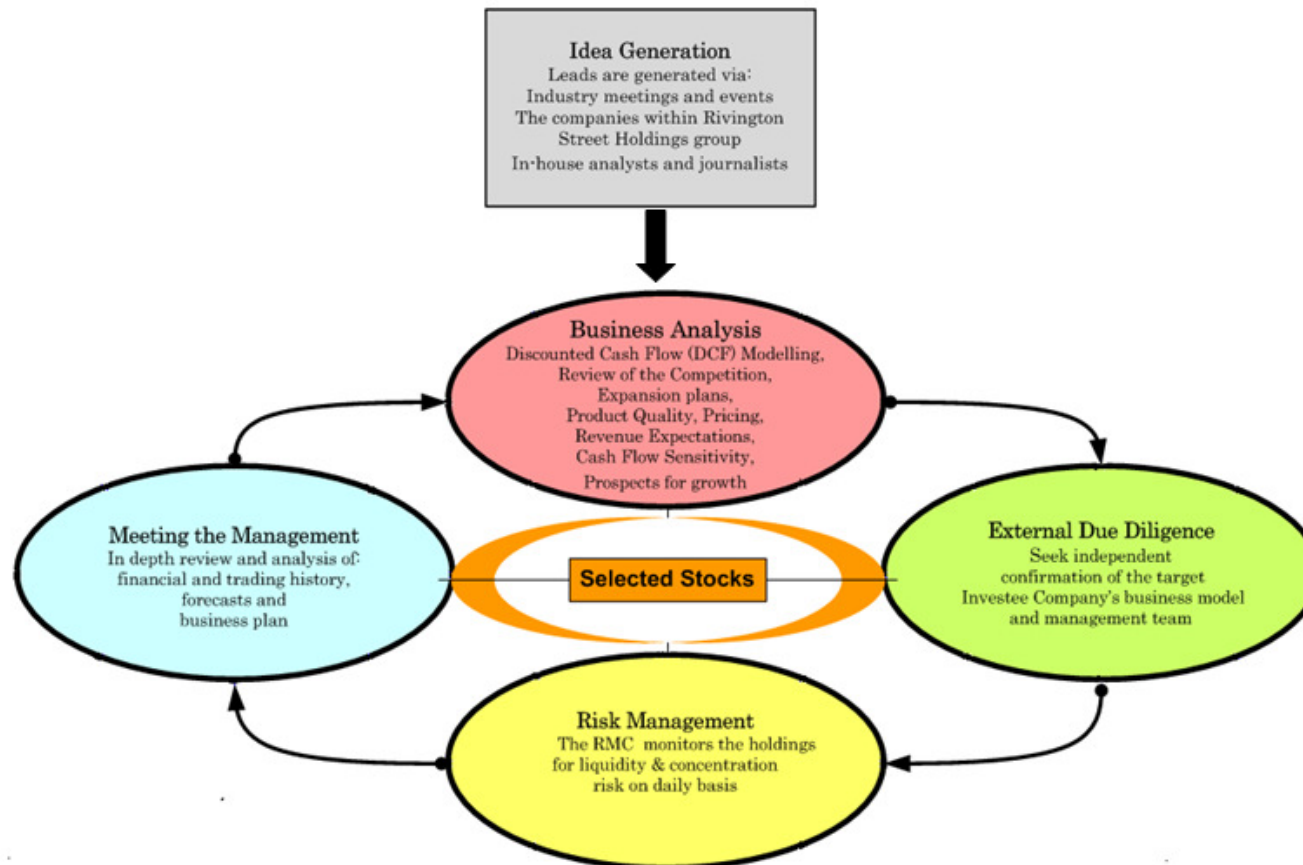 Idea Generation
Leads are generated via:
Industry meetings and events
The companies within Rivington
Street Holdings group
In-house analysts and journalists
Business Analysis
Discounted Cash Flow (DCF) Modelling,
Review of the Competition,
Expansion plans,
Product Quality, Pricing,
Revenue Expectations,
Cash Flow Sensitivity,
Prospects for growth
Meeting the Management
In depth review and analysis of:
financial and trading history,
forecasts and
business plan
Selected Stocks
External Due Diligence
Seek independent
confirmation of the target
Investee Company's business model
and management team
Risk Management
The RMC monitors the holdings
for liquidity & concentration
risk on daily basis